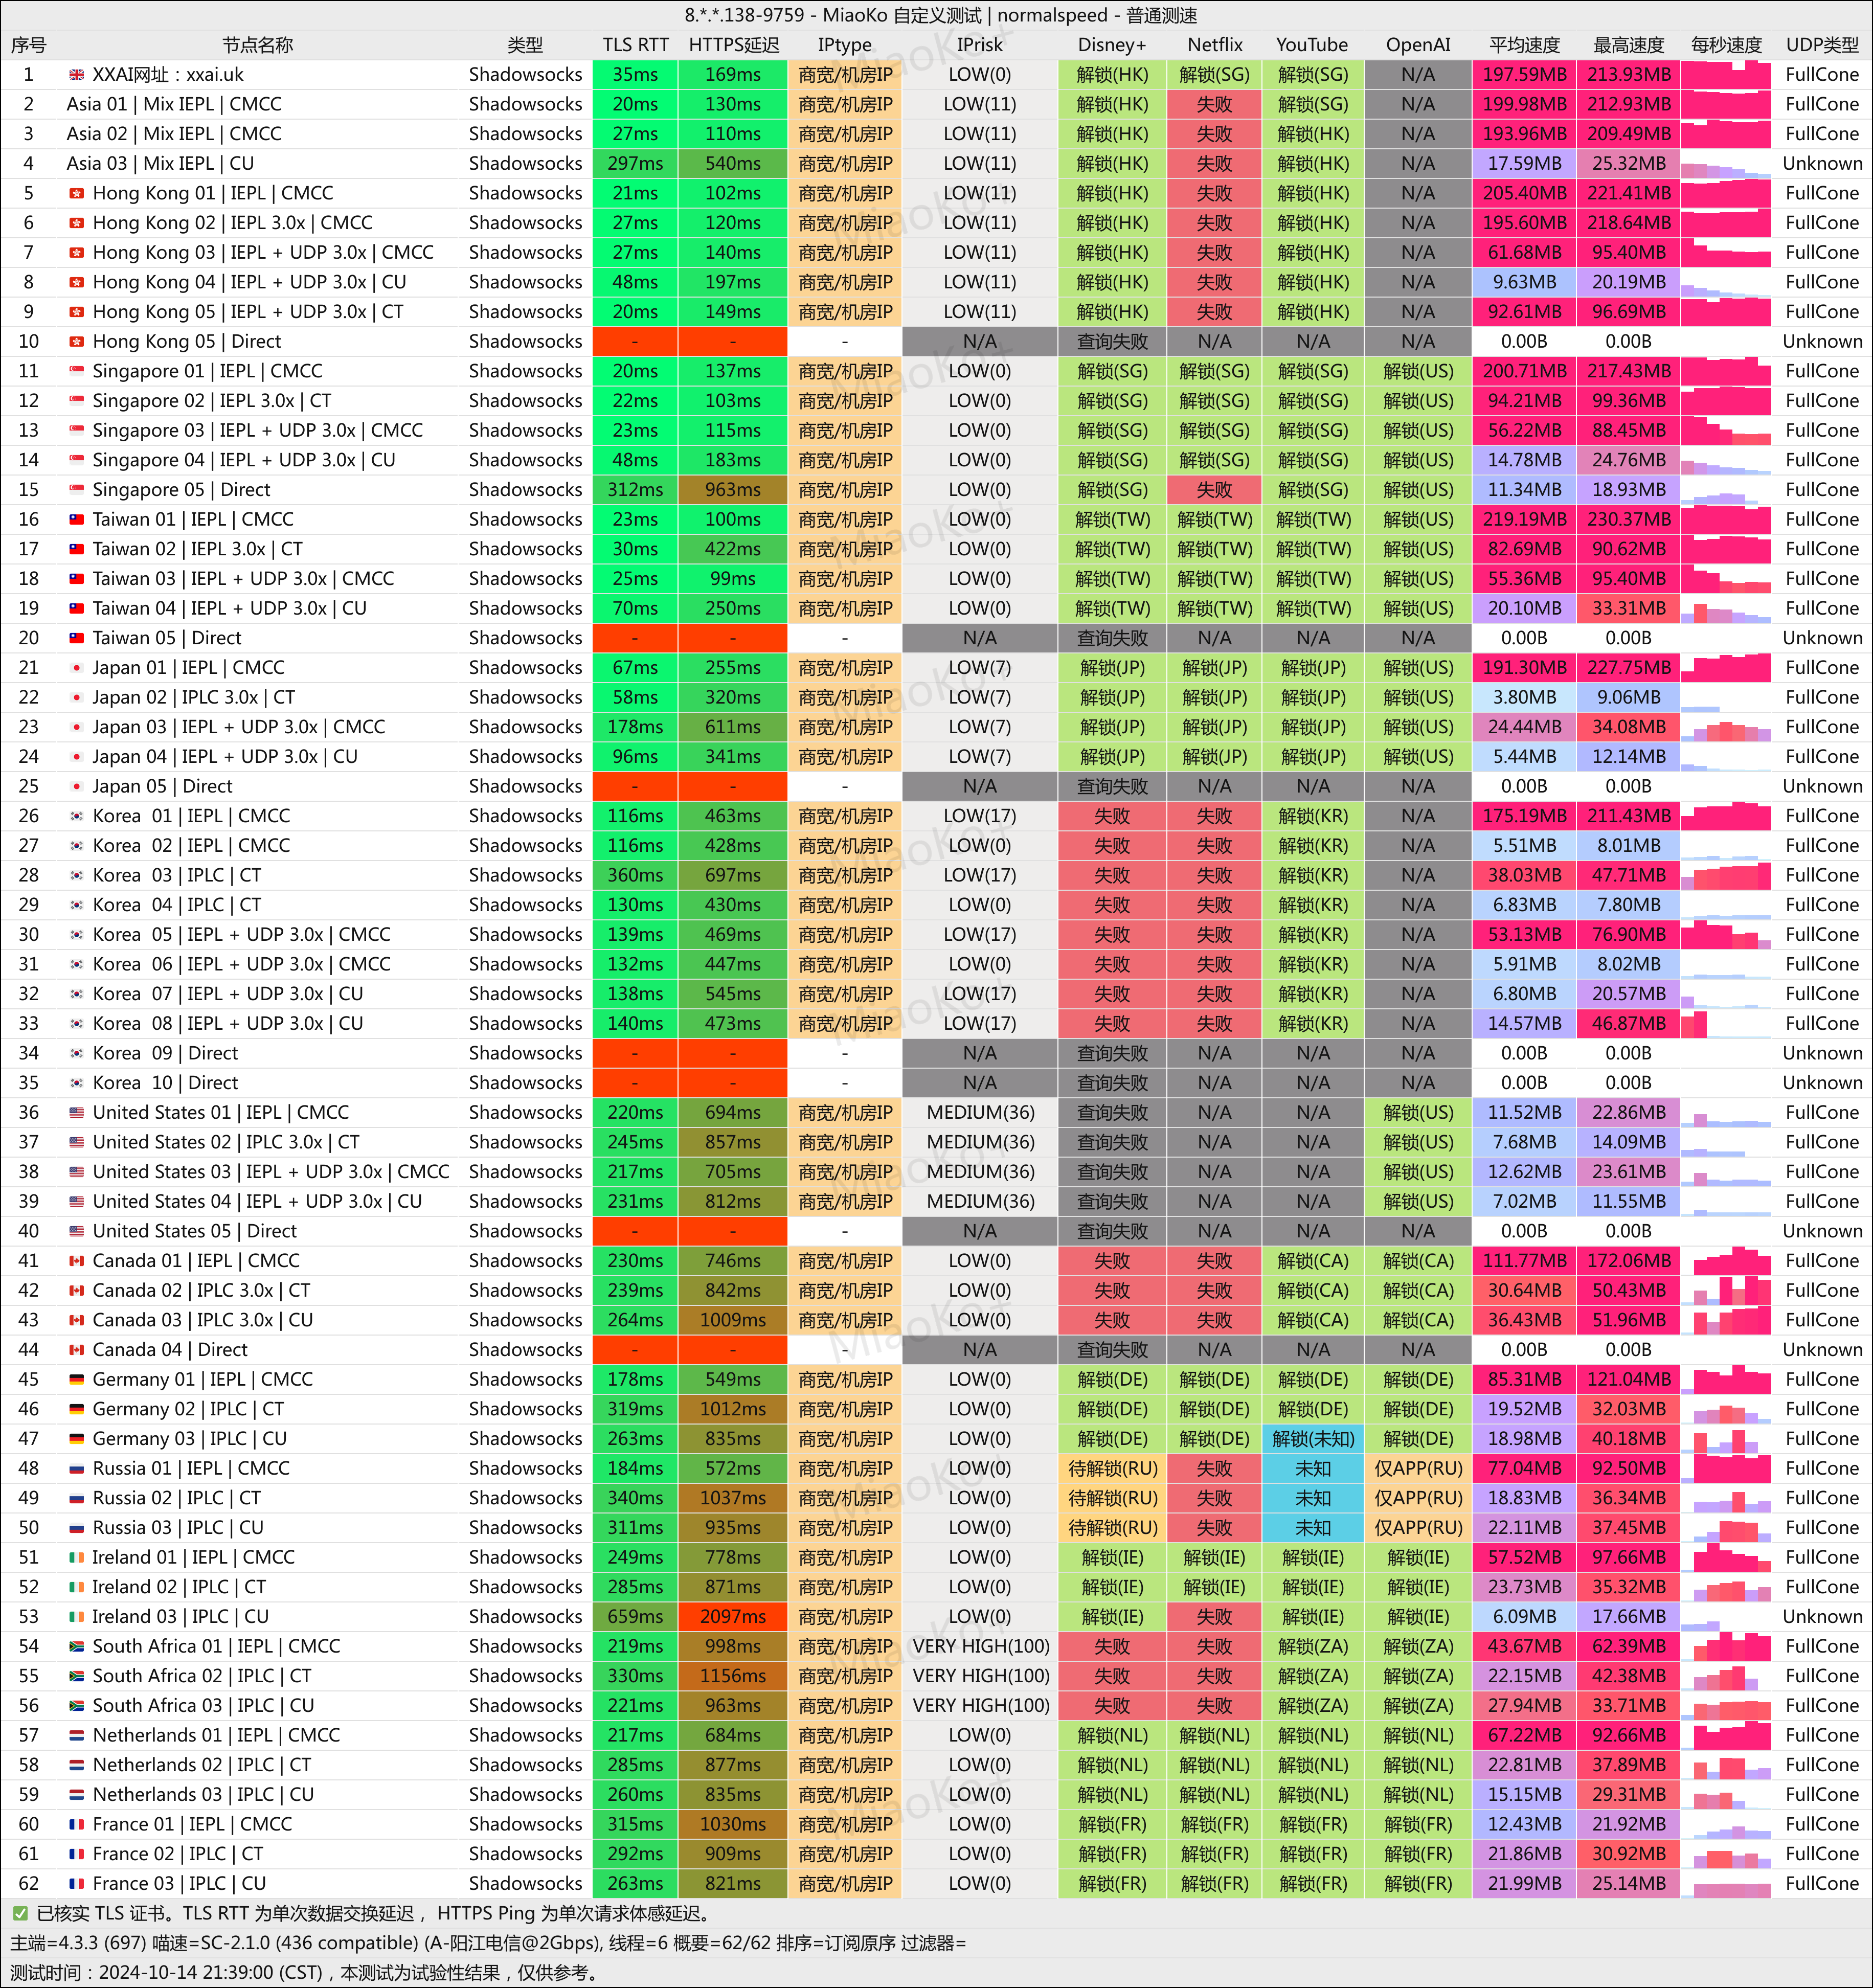 8.*.*.138-9759 - MiaoKo 自定义测试 | normalspeed - 普通测速
序号 节点名称 类型 TLS RTT HTTPS延迟 IPtype IPrisk Disney+ Netflix YouTube OpenAI 平均速度 最高速度 每秒速度 UDP类型
1 XXAI网址：xxai.uk Shadowsocks 35ms 169ms 商宽/机房IP LOW(0) 解锁(HK) 解锁(SG) 解锁(SG) N/A 197.59MB 213.93MB FullCone
2 Asia 01 | Mix IEPL | CMCC Shadowsocks 20ms 130ms 商宽/机房IP LOW(11) 解锁(HK) 失败 解锁(SG) N/A 199.98MB 212.93MB FullCone
3 Asia 02 | Mix IEPL | CMCC Shadowsocks 27ms 110ms 商宽/机房IP LOW(11) 解锁(HK) 失败 解锁(HK) N/A 193.96MB 209.49MB FullCone
4 Asia 03 | Mix IEPL | CU Shadowsocks 297ms 540ms 商宽/机房IP LOW(11) 解锁(HK) 失败 解锁(HK) N/A 17.59MB 25.32MB Unknown
5 Hong Kong 01 | IEPL | CMCC Shadowsocks 21ms 102ms 商宽/机房IP LOW(11) 解锁(HK) 失败 解锁(HK) N/A 205.40MB 221.41MB FullCone
6 Hong Kong 02 | IEPL 3.0x | CMCC Shadowsocks 27ms 120ms 商宽/机房IP LOW(11) 解锁(HK) 失败 解锁(HK) N/A 195.60MB 218.64MB FullCone
7 Hong Kong 03 | IEPL + UDP 3.0x | CMCC Shadowsocks 27ms 140ms 商宽/机房IP LOW(11) 解锁(HK) 失败 解锁(HK) N/A 61.68MB 95.40MB FullCone
8 Hong Kong 04 | IEPL + UDP 3.0x | CU Shadowsocks 48ms 197ms 商宽/机房IP LOW(11) 解锁(HK) 失败 解锁(HK) N/A 9.63MB 20.19MB FullCone
9 Hong Kong 05 | IEPL + UDP 3.0x | CT Shadowsocks 20ms 149ms 商宽/机房IP LOW(11) 解锁(HK) 失败 解锁(HK) N/A 92.61MB 96.69MB FullCone
10 Hong Kong 05 | Direct Shadowsocks - - - N/A 查询失败 N/A N/A N/A 0.00B 0.00B Unknown
11 Singapore 01 | IEPL | CMCC Shadowsocks 20ms 137ms 商宽/机房IP LOW(0) 解锁(SG) 解锁(SG) 解锁(SG) 解锁(US) 200.71MB 217.43MB FullCone
12 Singapore 02 | IEPL 3.0x | CT Shadowsocks 22ms 103ms 商宽/机房IP LOW(0) 解锁(SG) 解锁(SG) 解锁(SG) 解锁(US) 94.21MB 99.36MB FullCone
13 Singapore 03 | IEPL + UDP 3.0x | CMCC Shadowsocks 23ms 115ms 商宽/机房IP LOW(0) 解锁(SG) 解锁(SG) 解锁(SG) 解锁(US) 56.22MB 88.45MB FullCone
14 Singapore 04 | IEPL + UDP 3.0x | CU Shadowsocks 48ms 183ms 商宽/机房IP LOW(0) 解锁(SG) 解锁(SG) 解锁(SG) 解锁(US) 14.78MB 24.76MB FullCone
15 Singapore 05 | Direct Shadowsocks 312ms 963ms 商宽/机房IP LOW(0) 解锁(SG) 失败 解锁(SG) 解锁(US) 11.34MB 18.93MB FullCone
16 Taiwan 01 | IEPL | CMCC Shadowsocks 23ms 100ms 商宽/机房IP LOW(0) 解锁(TW) 解锁(TW) 解锁(TW) 解锁(US) 219.19MB 230.37MB FullCone
17 Taiwan 02 | IEPL 3.0x | CT Shadowsocks 30ms 422ms 商宽/机房IP LOW(0) 解锁(TW) 解锁(TW) 解锁(TW) 解锁(US) 82.69MB 90.62MB FullCone
18 Taiwan 03 | IEPL + UDP 3.0x | CMCC Shadowsocks 25ms 99ms 商宽/机房IP LOW(0) 解锁(TW) 解锁(TW) 解锁(TW) 解锁(US) 55.36MB 95.40MB FullCone
19 Taiwan 04 | IEPL + UDP 3.0x | CU Shadowsocks 70ms 250ms 商宽/机房IP LOW(0) 解锁(TW) 解锁(TW) 解锁(TW) 解锁(US) 20.10MB 33.31MB FullCone
20 Taiwan 05 | Direct Shadowsocks - - - N/A 查询失败 N/A N/A N/A 0.00B 0.00B Unknown
21 Japan 01 | IEPL | CMCC Shadowsocks 67ms 255ms 商宽/机房IP LOW(7) 解锁(JP) 解锁(JP) 解锁(JP) 解锁(US) 191.30MB 227.75MB FullCone
22 Japan 02 | IPLC 3.0x | CT Shadowsocks 58ms 320ms 商宽/机房IP LOW(7) 解锁(JP) 解锁(JP) 解锁(JP) 解锁(US) 3.80MB 9.06MB FullCone
23 Japan 03 | IEPL + UDP 3.0x | CMCC Shadowsocks 178ms 611ms 商宽/机房IP LOW(7) 解锁(JP) 解锁(JP) 解锁(JP) 解锁(US) 24.44MB 34.08MB FullCone
24 Japan 04 | IEPL + UDP 3.0x | CU Shadowsocks 96ms 341ms 商宽/机房IP LOW(7) 解锁(JP) 解锁(JP) 解锁(JP) 解锁(US) 5.44MB 12.14MB FullCone
25 Japan 05 | Direct Shadowsocks - - - N/A 查询失败 N/A N/A N/A 0.00B 0.00B Unknown
26 Korea 01 | IEPL | CMCC Shadowsocks 116ms 463ms 商宽/机房IP LOW(17) 失败 失败 解锁(KR) N/A 175.19MB 211.43MB FullCone
27 Korea 02 | IEPL | CMCC Shadowsocks 116ms 428ms 商宽/机房IP LOW(0) 失败 失败 解锁(KR) N/A 5.51MB 8.01MB FullCone
28 Korea 03 | IPLC | CT Shadowsocks 360ms 697ms 商宽/机房IP LOW(17) 失败 失败 解锁(KR) N/A 38.03MB 47.71MB FullCone
29 Korea 04 | IPLC | CT Shadowsocks 130ms 430ms 商宽/机房IP LOW(0) 失败 失败 解锁(KR) N/A 6.83MB 7.80MB FullCone
30 Korea 05 | IEPL + UDP 3.0x | CMCC Shadowsocks 139ms 469ms 商宽/机房IP LOW(17) 失败 失败 解锁(KR) N/A 53.13MB 76.90MB FullCone
31 Korea 06 | IEPL + UDP 3.0x | CMCC Shadowsocks 132ms 447ms 商宽/机房IP LOW(0) 失败 失败 解锁(KR) N/A 5.91MB 8.02MB FullCone
32 Korea 07 | IEPL + UDP 3.0x | CU Shadowsocks 138ms 545ms 商宽/机房IP LOW(17) 失败 失败 解锁(KR) N/A 6.80MB 20.57MB FullCone
33 Korea 08 | IEPL + UDP 3.0x | CU Shadowsocks 140ms 473ms 商宽/机房IP LOW(17) 失败 失败 解锁(KR) N/A 14.57MB 46.87MB FullCone
34 Korea 09 | Direct Shadowsocks - - - N/A 查询失败 N/A N/A N/A 0.00B 0.00B Unknown
35 Korea 10 | Direct Shadowsocks - - - N/A 查询失败 N/A N/A N/A 0.00B 0.00B Unknown
36 United States 01 | IEPL | CMCC Shadowsocks 220ms 694ms 商宽/机房IP MEDIUM(36) 查询失败 N/A N/A 解锁(US) 11.52MB 22.86MB FullCone
37 United States 02 | IPLC 3.0x | CT Shadowsocks 245ms 857ms 商宽/机房IP MEDIUM(36) 查询失败 N/A N/A 解锁(US) 7.68MB 14.09MB FullCone
38 United States 03 | IEPL + UDP 3.0x | CMCC Shadowsocks 217ms 705ms 商宽/机房IP MEDIUM(36) 查询失败 N/A N/A 解锁(US) 12.62MB 23.61MB FullCone
39 United States 04 | IEPL + UDP 3.0x | CU Shadowsocks 231ms 812ms 商宽/机房IP MEDIUM(36) 查询失败 N/A N/A 解锁(US) 7.02MB 11.55MB FullCone
40 United States 05 | Direct Shadowsocks - - - N/A 查询失败 N/A N/A N/A 0.00B 0.00B Unknown
41 Canada 01 | IEPL | CMCC Shadowsocks 230ms 746ms 商宽/机房IP LOW(0) 失败 失败 解锁(CA) 解锁(CA) 111.77MB 172.06MB FullCone
42 Canada 02 | IPLC 3.0x | CT Shadowsocks 239ms 842ms 商宽/机房IP LOW(0) 失败 失败 解锁(CA) 解锁(CA) 30.64MB 50.43MB FullCone
43 Canada 03 | IPLC 3.0x | CU Shadowsocks 264ms 1009ms 商宽/机房IP LOW(0) 失败 失败 解锁(CA) 解锁(CA) 36.43MB 51.96MB FullCone
44 Canada 04 | Direct Shadowsocks - - - N/A 查询失败 N/A N/A N/A 0.00B 0.00B Unknown
45 Germany 01 | IEPL | CMCC Shadowsocks 178ms 549ms 商宽/机房IP LOW(0) 解锁(DE) 解锁(DE) 解锁(DE) 解锁(DE) 85.31MB 121.04MB FullCone
46 Germany 02 | IPLC | CT Shadowsocks 319ms 1012ms 商宽/机房IP LOW(0) 解锁(DE) 解锁(DE) 解锁(DE) 解锁(DE) 19.52MB 32.03MB FullCone
47 Germany 03 | IPLC | CU Shadowsocks 263ms 835ms 商宽/机房IP LOW(0) 解锁(DE) 解锁(DE) 解锁(未知) 解锁(DE) 18.98MB 40.18MB FullCone
48 Russia 01 | IEPL | CMCC Shadowsocks 184ms 572ms 商宽/机房IP LOW(0) 待解锁(RU) 失败 未知 仅APP(RU) 77.04MB 92.50MB FullCone
49 Russia 02 | IPLC | CT Shadowsocks 340ms 1037ms 商宽/机房IP LOW(0) 待解锁(RU) 失败 未知 仅APP(RU) 18.83MB 36.34MB FullCone
50 Russia 03 | IPLC | CU Shadowsocks 311ms 935ms 商宽/机房IP LOW(0) 待解锁(RU) 失败 未知 仅APP(RU) 22.11MB 37.45MB FullCone
51 Ireland 01 | IEPL | CMCC Shadowsocks 249ms 778ms 商宽/机房IP LOW(0) 解锁(IE) 解锁(IE) 解锁(IE) 解锁(IE) 57.52MB 97.66MB FullCone
52 Ireland 02 | IPLC | CT Shadowsocks 285ms 871ms 商宽/机房IP LOW(0) 解锁(IE) 解锁(IE) 解锁(IE) 解锁(IE) 23.73MB 35.32MB FullCone
53 Ireland 03 | IPLC | CU Shadowsocks 659ms 2097ms 商宽/机房IP LOW(0) 解锁(IE) 失败 解锁(IE) 解锁(IE) 6.09MB 17.66MB Unknown
54 South Africa 01 | IEPL | CMCC Shadowsocks 219ms 998ms 商宽/机房IP VERY HIGH(100) 失败 失败 解锁(ZA) 解锁(ZA) 43.67MB 62.39MB FullCone
55 South Africa 02 | IPLC | CT Shadowsocks 330ms 1156ms 商宽/机房IP VERY HIGH(100) 失败 失败 解锁(ZA) 解锁(ZA) 22.15MB 42.38MB FullCone
56 South Africa 03 | IPLC | CU Shadowsocks 221ms 963ms 商宽/机房IP VERY HIGH(100) 失败 失败 解锁(ZA) 解锁(ZA) 27.94MB 33.71MB FullCone
57 Netherlands 01 | IEPL | CMCC Shadowsocks 217ms 684ms 商宽/机房IP LOW(0) 解锁(NL) 解锁(NL) 解锁(NL) 解锁(NL) 67.22MB 92.66MB FullCone
58 Netherlands 02 | IPLC | CT Shadowsocks 285ms 877ms 商宽/机房IP LOW(0) 解锁(NL) 解锁(NL) 解锁(NL) 解锁(NL) 22.81MB 37.89MB FullCone
59 Netherlands 03 | IPLC | CU Shadowsocks 260ms 835ms 商宽/机房IP LOW(0) 解锁(NL) 解锁(NL) 解锁(NL) 解锁(NL) 15.15MB 29.31MB FullCone
60 France 01 | IEPL | CMCC Shadowsocks 315ms 1030ms 商宽/机房IP LOW(0) 解锁(FR) 解锁(FR) 解锁(FR) 解锁(FR) 12.43MB 21.92MB FullCone
61 France 02 | IPLC | CT Shadowsocks 292ms 909ms 商宽/机房IP LOW(0) 解锁(FR) 解锁(FR) 解锁(FR) 解锁(FR) 21.86MB 30.92MB FullCone
62 France 03 | IPLC | CU Shadowsocks 263ms 821ms 商宽/机房IP LOW(0) 解锁(FR) 解锁(FR) 解锁(FR) 解锁(FR) 21.99MB 25.14MB FullCone
✅ 已核实 TLS 证书。TLS RTT 为单次数据交换延迟， HTTPS Ping 为单次请求体感延迟。
主端=4.3.3 (697) 喵速=SC-2.1.0 (436 compatible) (A-阳江电信@2Gbps), 线程=6 概要=62/62 排序=订阅原序 过滤器=
测试时间：2024-10-14 21:39:00 (CST)，本测试为试验性结果，仅供参考。